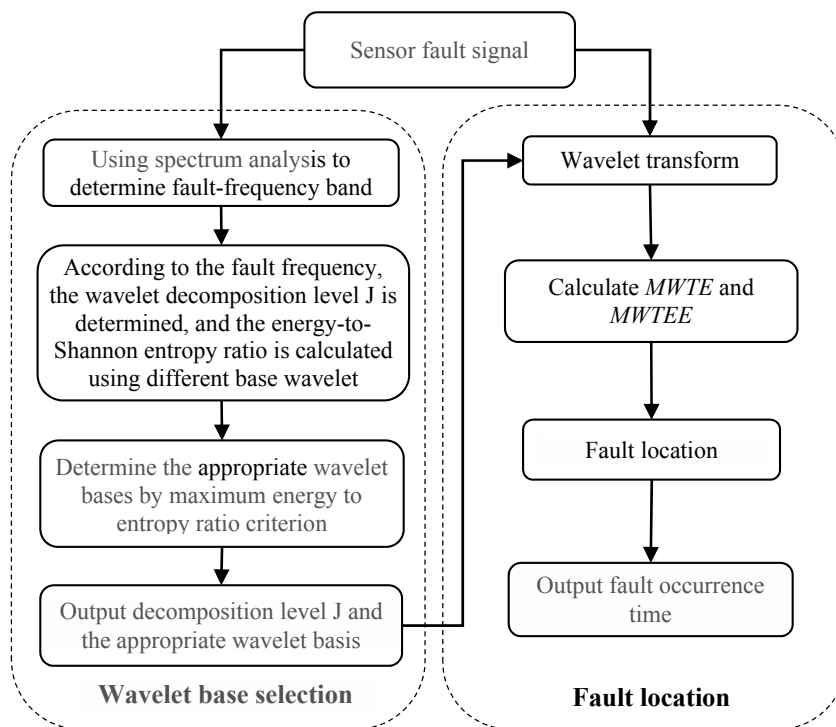 Sensor fault signal
Using spectrum analysis to
determine fault-frequency band
According to the fault frequency,
the wavelet decomposition level J is
determined, and the energy-to-
Shannon entropy ratio is calculated
using different base wavelet
Determine the appropriate wavelet
bases by maximum energy to
entropy ratio criterion
Output decomposition level J and
the appropriate wavelet basis
Wavelet base selection
Wavelet transform
Calculate MWTE and
MWTEE
Fault location
Output fault occurrence
time
Fault location